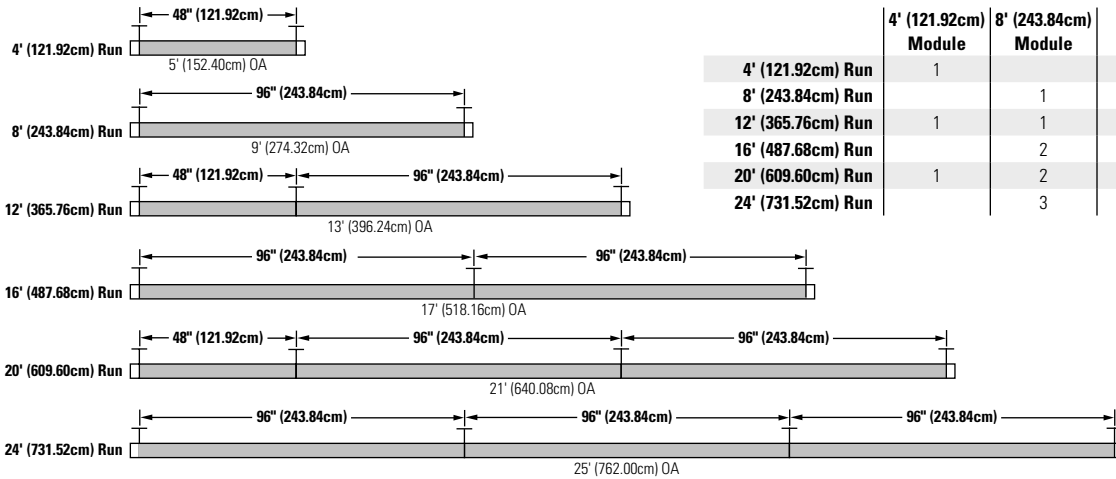 48" (121.92cm)
4' (121.92cm) Run
5' (152.40cm) OA
96" (243.84cm)
8' (243.84cm) Run
9' (274.32cm) OA
48" (121.92cm) 96" (243.84cm)
12' (365.76cm) Run
13' (396.24cm) OA
96" (243.84cm) 96" (243.84cm)
16' (487.68cm) Run
17' (518.16cm) OA
48" (121.92cm) 96" (243.84cm) 96" (243.84cm)
20' (609.60cm) Run
21' (640.08cm) OA
96" (243.84cm) 96" (243.84cm) 96" (243.84cm)
24' (731.52cm) Run
25' (762.00cm) OA
4' (121.92cm) 8' (243.84cm)
Module Module
4' (121.92cm) Run 1
8' (243.84cm) Run 1
12' (365.76cm) Run 1 1
16' (487.68cm) Run 2
20' (609.60cm) Run 1 2
24' (731.52cm) Run 3